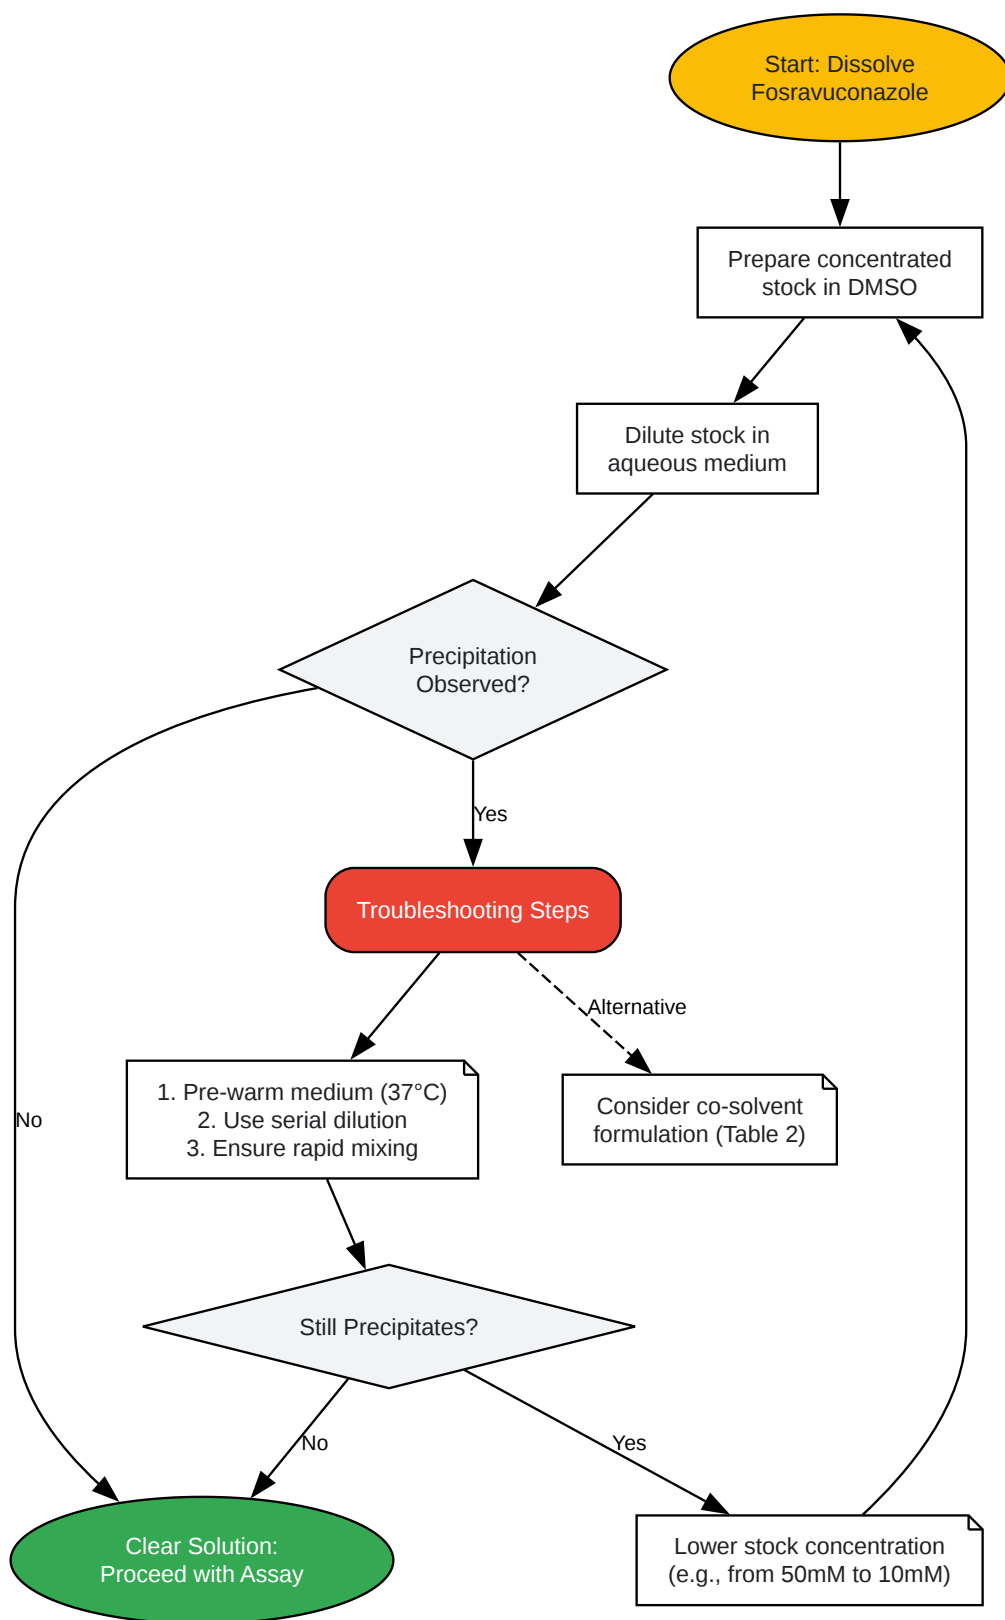 Start: Dissolve
Fosravuconazole
Prepare concentrated
stock in DMSO
Dilute stock in
aqueous medium
Precipitation
Observed?
Yes
Troubleshooting Steps
Alternative
1. Pre-warm medium (37°C)
2. Use serial dilution
3. Ensure rapid mixing
Consider co-solvent
formulation (Table 2)
No
Still Precipitates?
No
Yes
Clear Solution:
Proceed with Assay
Lower stock concentration
(e.g., from 50mM to 10mM)